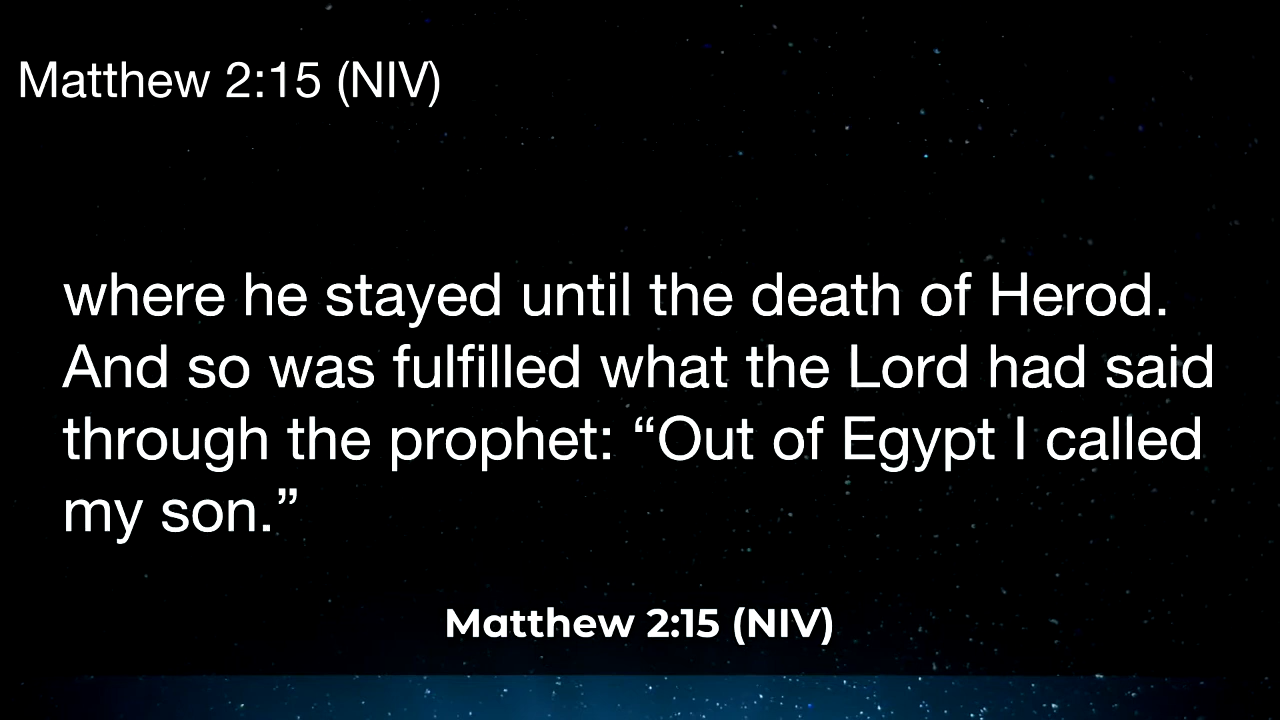 Matthew 2:15 (NIV)
where he stayed until the death of Herod.
And so was fulfilled what the Lord had said
through the prophet: “Out of Egypt I called
my son.”
Matthew 2:15 (NIV)